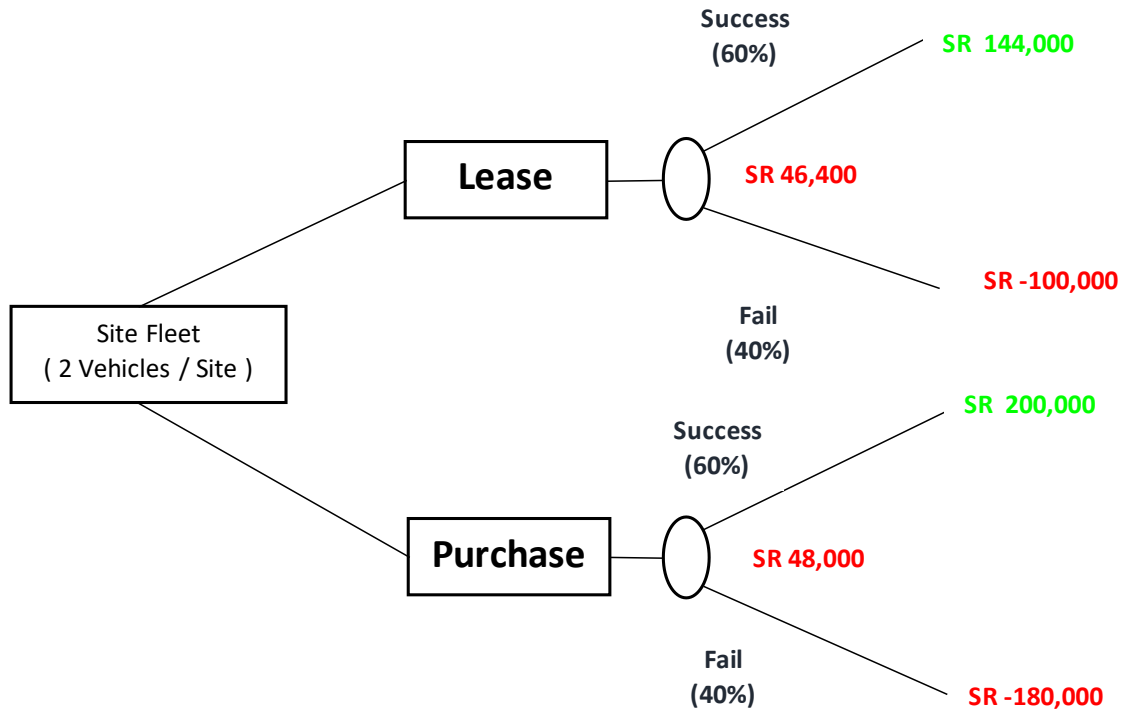 Success
(60%)
SR 144,000
Lease
SR 46,400
SR -100,000
Fail
(40%)
Site Fleet
( 2 Vehicles / Site )
SR 200,000
Success
(60%)
Purchase
SR 48,000
Fail
(40%)
SR -180,000